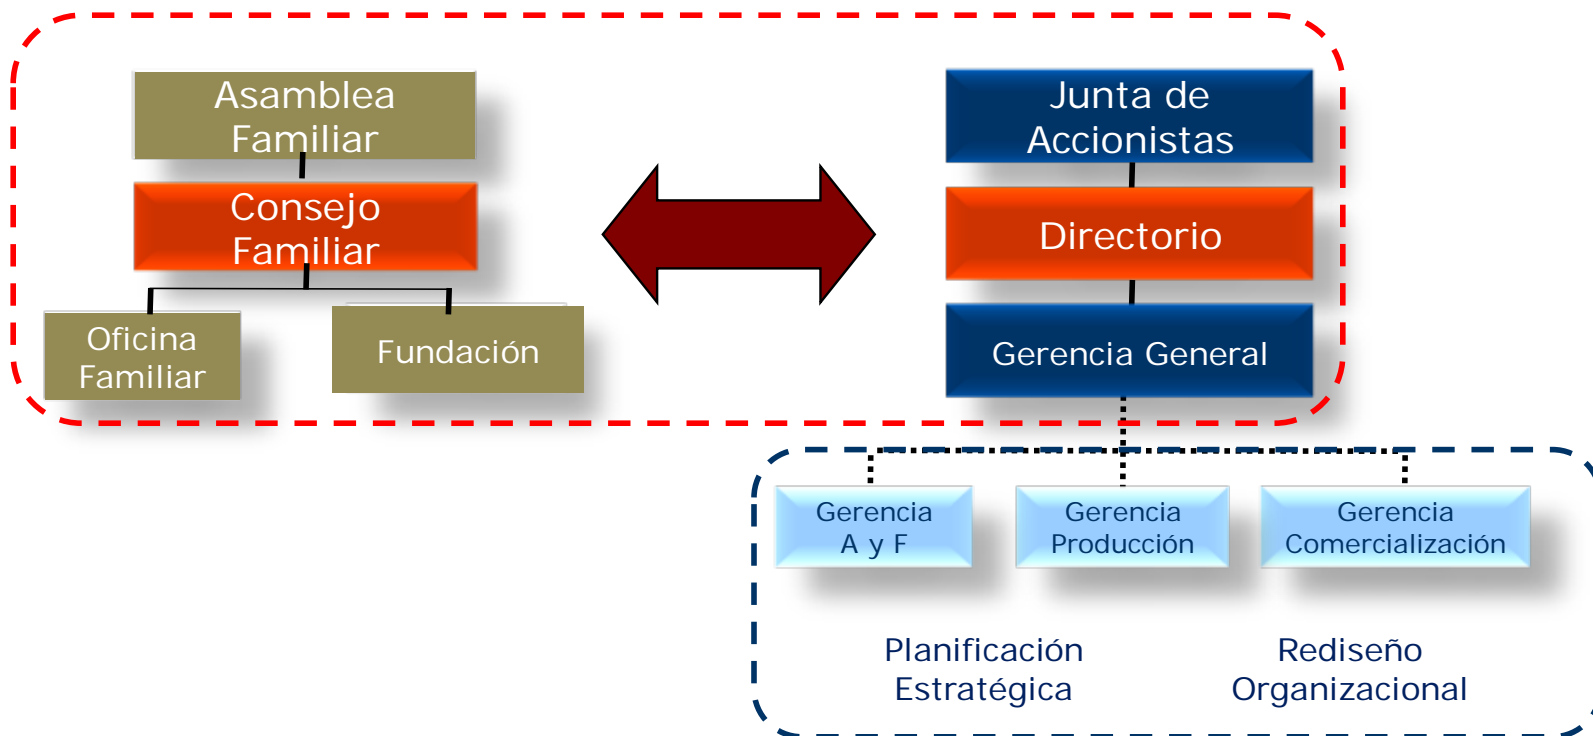 Asamblea
Familiar
Consejo
Familiar
Oficina
Familiar
Fundación
Junta de
Accionistas
Directorio
Gerencia General
Gerencia
A y F
Gerencia
Producción
Gerencia
Comercialización
Planificación
Estratégica
Rediseño
Organizacional